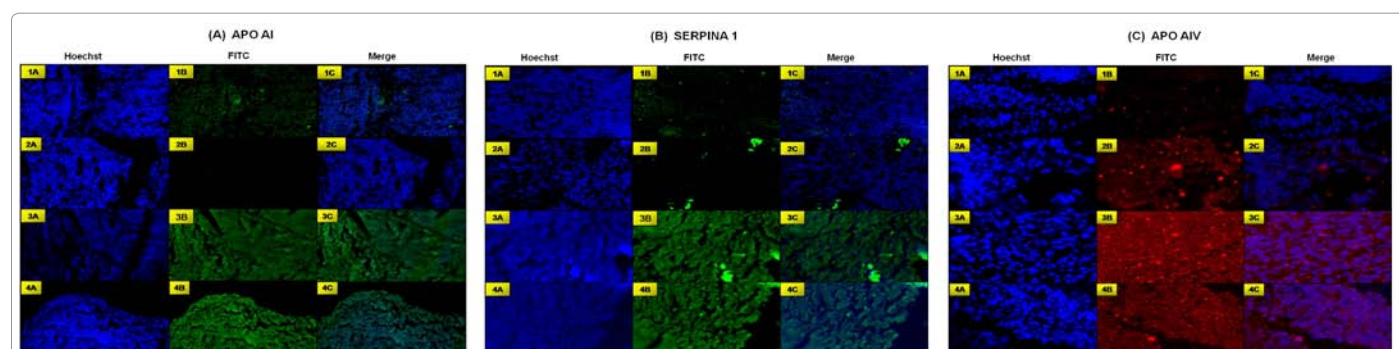 (A) APO AI
Hoechst FITC Merge
1A 1B 1C
2A 2B 2C
3A 3B 3C
4A 4B 4C
(B) SERPINA 1
Hoechst FITC Merge
1A 1B 1C
2A 2B 2C
3A 3B 3C
4A 4B 4C
(C) APO AIV
Hoechst FITC Merge
1A 1B 1C
2A 2B 2C
3A 3B 3C
4A 4B 4C